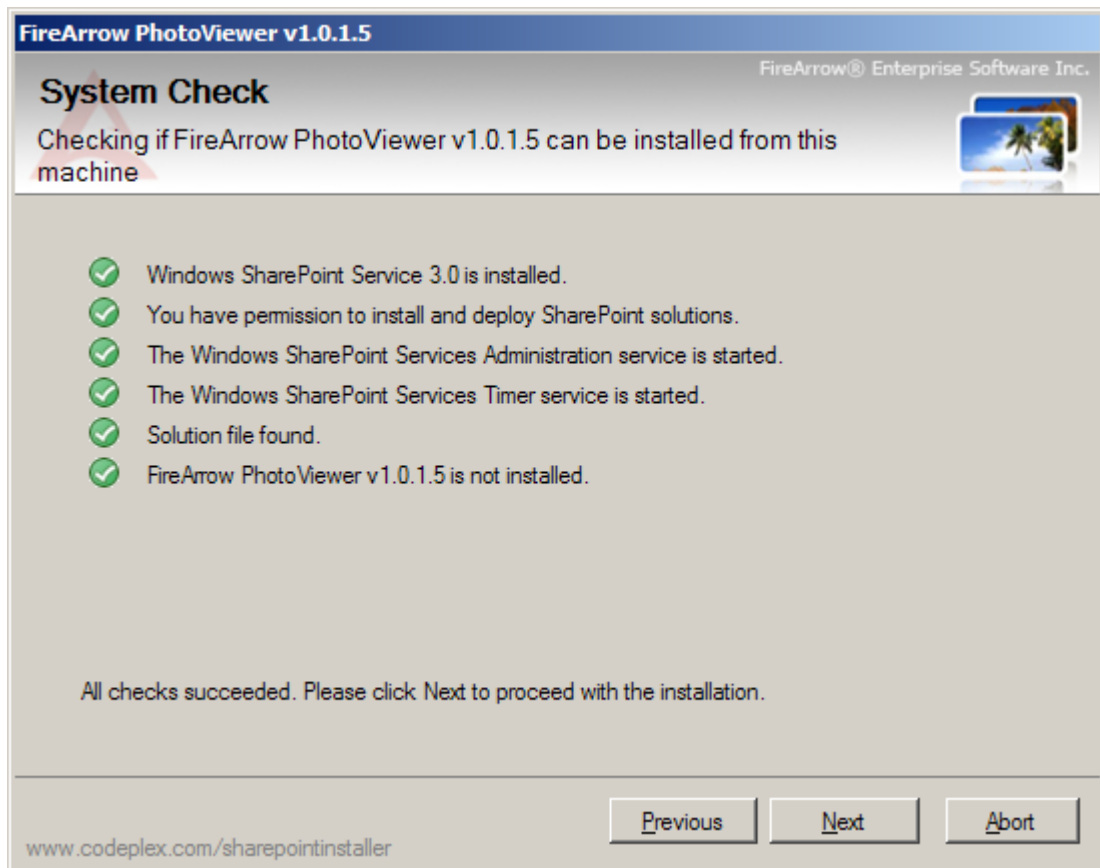 FireArrow PhotoViewer v1.0.1.5
FireArrow® Enterprise Software Inc.
System Check
Checking if FireArrow PhotoViewer v1.0.1.5 can be installed from this
machine
Windows SharePoint Service 3.0 is installed.
You have permission to install and deploy SharePoint solutions.
The Windows SharePoint Services Administration service is started.
The Windows SharePoint Services Timer service is started.
Solution file found.
FireArrow PhotoViewer v1.0.1.5 is not installed.
All checks succeeded. Please click Next to proceed with the installation.
Previous
Next
Abort
www.codeplex.com/sharepointinstaller